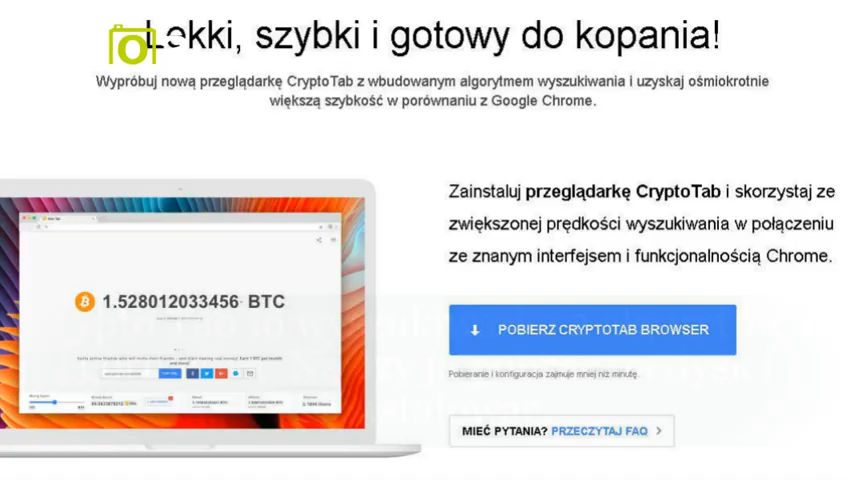 Lekki, szybki i gotowy do kopania!
Wypróbuj nową przeglądarkę CryptoTab z wbudowanym algorytmem wyszukiwania i uzyskaj ośmiokrotnie
większą szybkość w porównaniu z Google Chrome.
Zainstaluj przeglądarkę CryptoTab i skorzystaj ze
zwiększonej prędkości wyszukiwania w połączeniu
ze znanym interfejsem i funkcjonalnością Chrome.
1.528012033456 BTC
POBIERZ CRYPTOTAB BROWSER
Pobieranie i konfiguracja zajmuje mniej niż minutę.
MIEĆ PYTANIA? PRZECZYTAJ FAQ